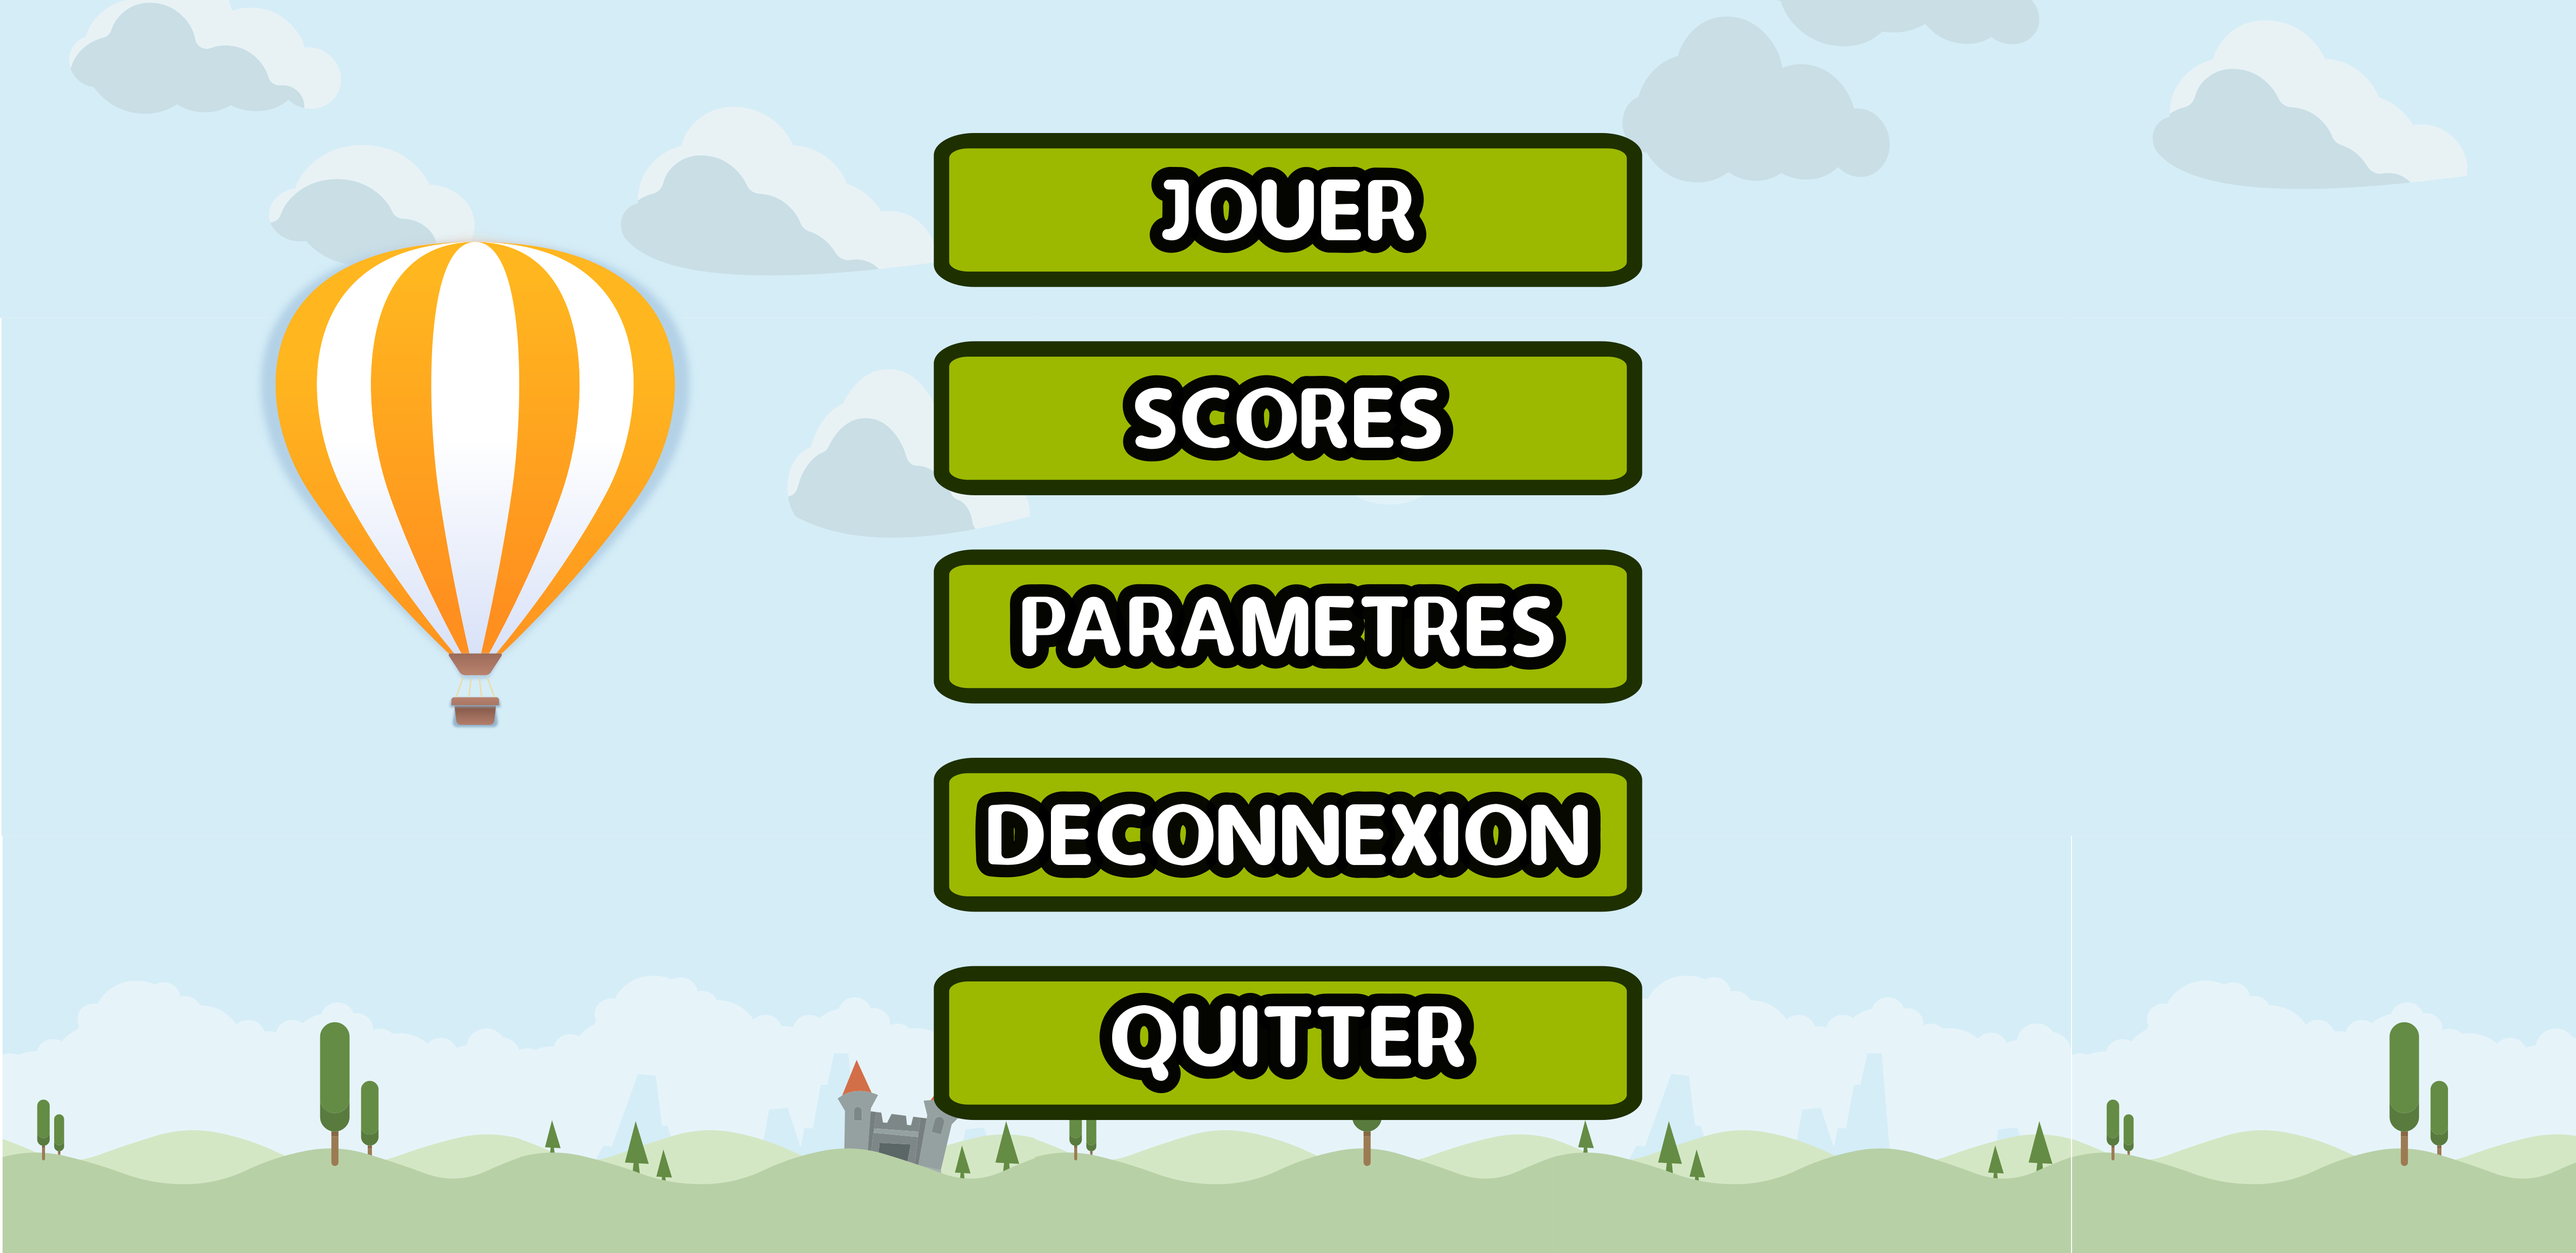 JOUER
SCORES
PARAMETRES
DECONNEXION
QUITTER